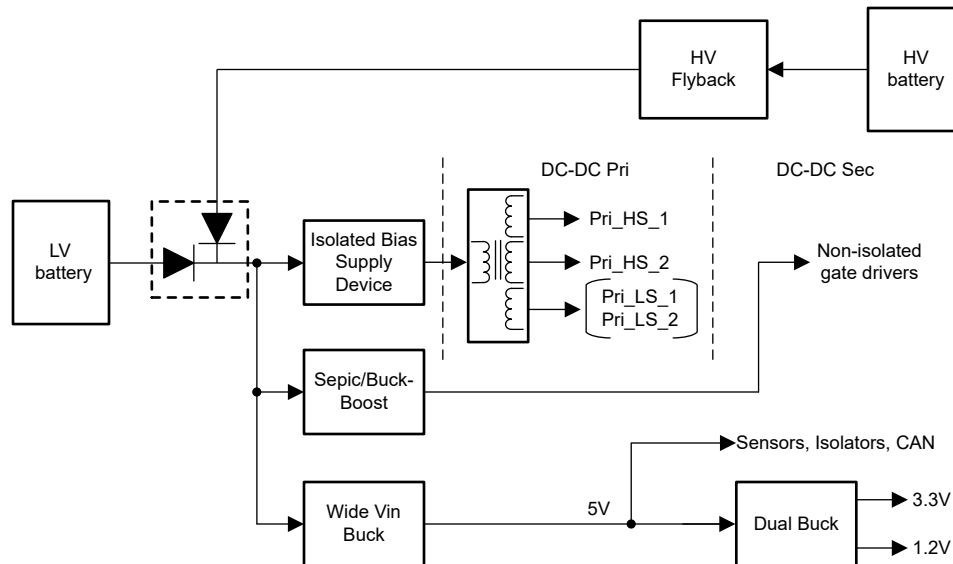 HV
Flyback
HV
battery
DC-DC Pri
DC-DC Sec
LV
battery
Isolated Bias
Supply
Device
Pri_HS_1
Pri_HS_2
Pri_LS_1
Pri_LS_2
Non-isolated
gate drivers
Sepic/Buck-
Boost
Sensors, Isolators, CAN
Wide Vin
Buck
5V
Dual Buck
3.3V
1.2V